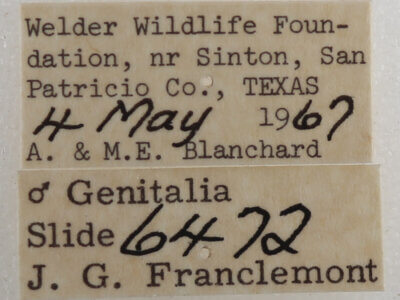 Welder Wildlife Foun-
dation, nr Sinton, San
Patricio Co., TEXAS
4 May 1967
A. & M.E. Blanchard
♂ Genitalia
Slide 6472
J. G. Franclemont